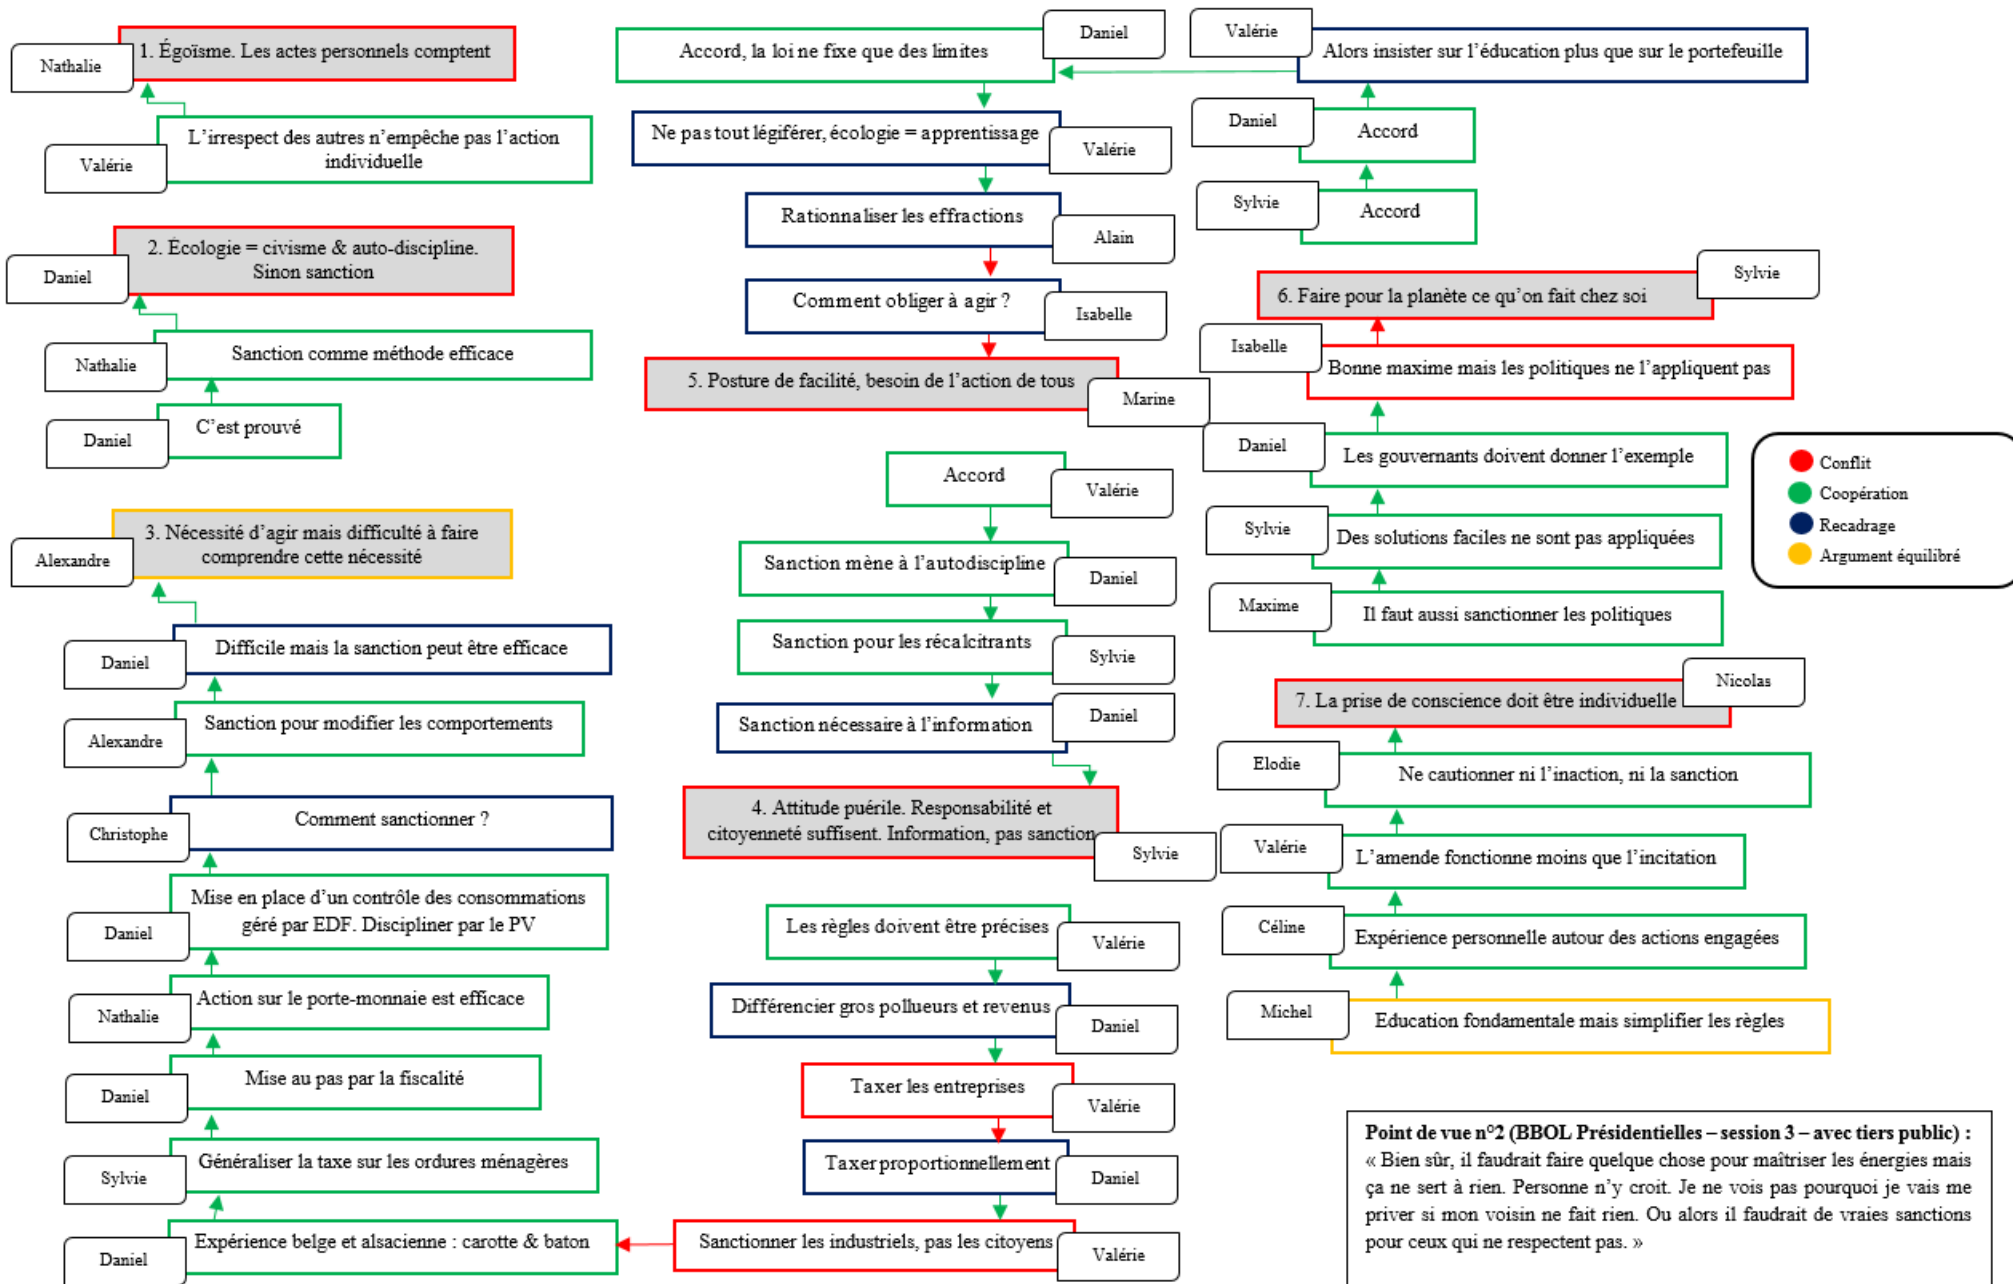 Nathalie
1. Égoïsme. Les actes personnels comptent
Valérie
L’irrespect des autres n’empêche pas l’action
individuelle
Daniel
2. Écologie = civisme & auto-discipline.
Sinon sanction
Nathalie
Sanction comme méthode efficace
Daniel
C’est prouvé
Alexandre
3. Nécessité d’agir mais difficulté à faire
comprendre cette nécessité
Daniel
Difficile mais la sanction peut être efficace
Alexandre
Sanction pour modifier les comportements
Christophe
Comment sanctionner ?
Daniel
Mise en place d’un contrôle des consommations
géré par EDF. Discipliner par le PV
Nathalie
Action sur le porte-monnaie est efficace
Daniel
Mise au pas par la fiscalité
Sylvie
Généraliser la taxe sur les ordures ménagères
Daniel
Expérience belge et alsacienne : carotte & baton
Accord, la loi ne fixe que des limites
Daniel
Ne pas tout légiférer, écologie = apprentissage
Valérie
Rationnaliser les effractions
Alain
Comment obliger à agir ?
Isabelle
5. Posture de facilité, besoin de l’action de tous
Marine
Accord
Valérie
Sanction mène à l’autodiscipline
Daniel
Sanction pour les récalcitrants
Sylvie
Sanction nécessaire à l’information
Daniel
4. Attitude puérile. Responsabilité et
citoyenneté suffisent. Information, pas sanction
Sylvie
Les règles doivent être précises
Valérie
Différencier gros pollueurs et revenus
Daniel
Taxer les entreprises
Valérie
Taxer proportionnellement
Daniel
Sanctionner les industriels, pas les citoyens
Valérie
Valérie
Alors insister sur l’éducation plus que sur le portefeuille
Daniel
Accord
Sylvie
Accord
Sylvie
6. Faire pour la planète ce qu’on fait chez soi
Isabelle
Bonne maxime mais les politiques ne l’appliquent pas
Daniel
Les gouvernants doivent donner l’exemple
Sylvie
Des solutions faciles ne sont pas appliquées
Maxime
Il faut aussi sanctionner les politiques
Nicolas
7. La prise de conscience doit être individuelle
Elodie
Ne cautionner ni l’inaction, ni la sanction
Valérie
L’amende fonctionne moins que l’incitation
Céline
Expérience personnelle autour des actions engagées
Michel
Education fondamentale mais simplifier les règles
Conflit
Coopération
Recadrage
Argument équilibré
Point de vue n°2 (BBOL Présidentielles – session 3 – avec tiers public) :
« Bien sûr, il faudrait faire quelque chose pour maîtriser les énergies mais
ça ne sert à rien. Personne n’y croit. Je ne vois pas pourquoi je vais me
priver si mon voisin ne fait rien. Ou alors il faudrait de vraies sanctions
pour ceux qui ne respectent pas. »